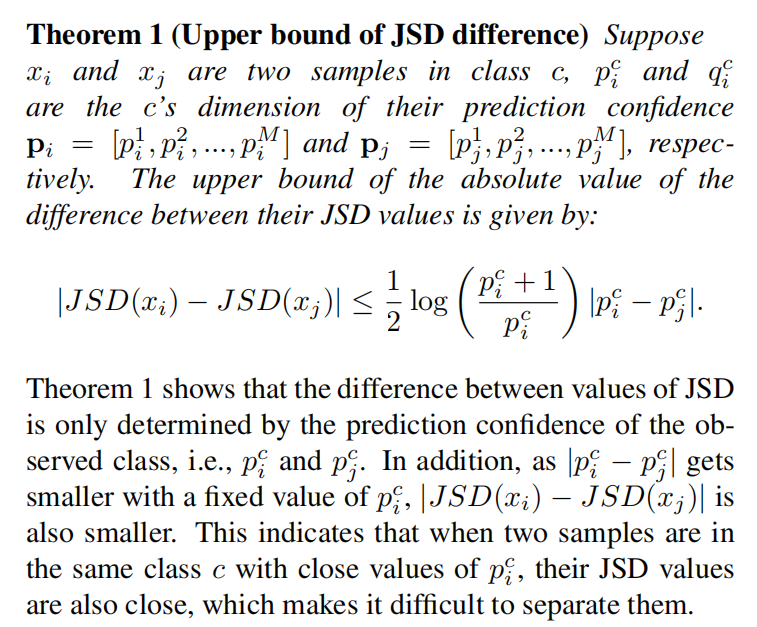 Theorem 1 (Upper bound of JSD difference) Suppose
$x_i$ and $x_j$ are two samples in class c, $p_i^c$ and $q_i^c$
are the c's dimension of their prediction confidence
$\mathbf{p}_i = [p_i^1, p_i^2, ..., p_i^M]$ and $\mathbf{p}_j = [p_j^1, p_j^2, ..., p_j^M]$, respec-
tively. The upper bound of the absolute value of the
difference between their JSD values is given by:
$|JSD(x_i) - JSD(x_j)| \leq \frac{1}{2} \log \left( \frac{p_i^c + 1}{p_i^c} \right) |p_i^c - p_j^c|.$
Theorem 1 shows that the difference between values of JSD
is only determined by the prediction confidence of the ob-
served class, i.e., $p_i^c$ and $p_j^c$. In addition, as $|p_i^c - p_j^c|$ gets
smaller with a fixed value of $p_i^c$, $|JSD(x_i) - JSD(x_j)|$ is
also smaller. This indicates that when two samples are in
the same class $c$ with close values of $p_i^c$, their JSD values
are also close, which makes it difficult to separate them.